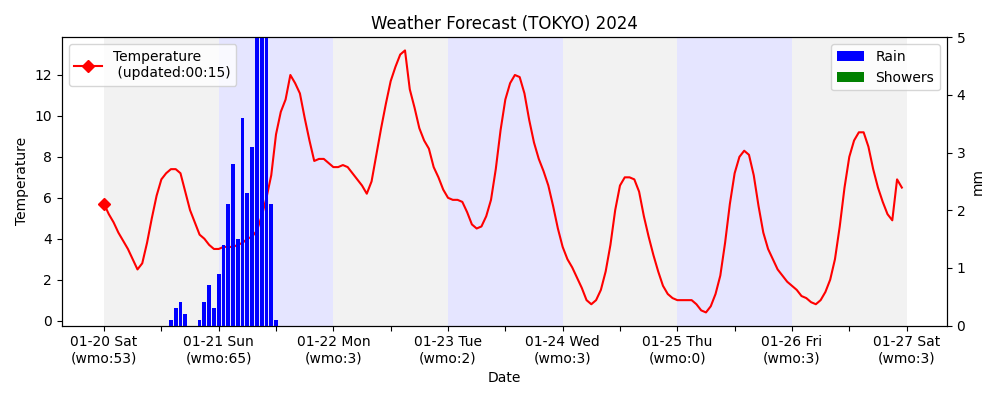 Weather Forecast (TOKYO) 2024
Temperature
(updated:00:15)
Rain
Showers
Temperature
0
2
4
6
8
10
12
mm
0
1
2
3
4
5
01-20 Sat
(wmo:53)
01-21 Sun
(wmo:65)
01-22 Mon
(wmo:3)
01-23 Tue
(wmo:2)
01-24 Wed
(wmo:3)
01-25 Thu
(wmo:0)
01-26 Fri
(wmo:3)
01-27 Sat
(wmo:3)
Date